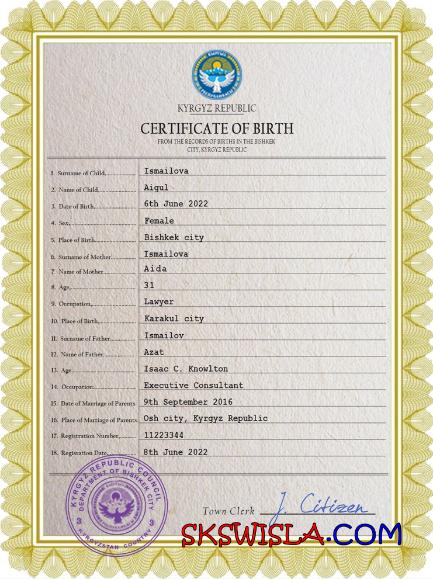 KYRGYZ REPUBLIC
CERTIFICATE OF BIRTH
FROM THE RECORDS OF BIRTHS IN THE BISHKEK
CITY, KYRGYZ REPUBLIC
1. Surname of Child, Ismailova
2. Name of Child, Aigul
3. Date of Birth, 6th June 2022
4. Sex, Female
5. Place of Birth, Bishkek city
6. Surname of Mother, Ismailova
7 Name of Mother, Aida
8. Age, 31
9. Occupation, Lawyer
10. Place of Birth, Karakul city
11. Surname of Father, Ismailov
12. Name of Father, Azat
13. Age, Isaac C. Knowlton
14. Occupation: Executive Consultant
15. Date of Marriage of Parents 9th September 2016
16. Place of Marriage of Parents Osh city, Kyrgyz Republic
17. Registration Number, 11223344
18. Registration Date, 8th June 2022
KYRGYZ REPUBLIC COUNCIL
DEPARTMENT OF BISHKEK CITY
Town Clerk J. Citizen
SKSWISLA.COM